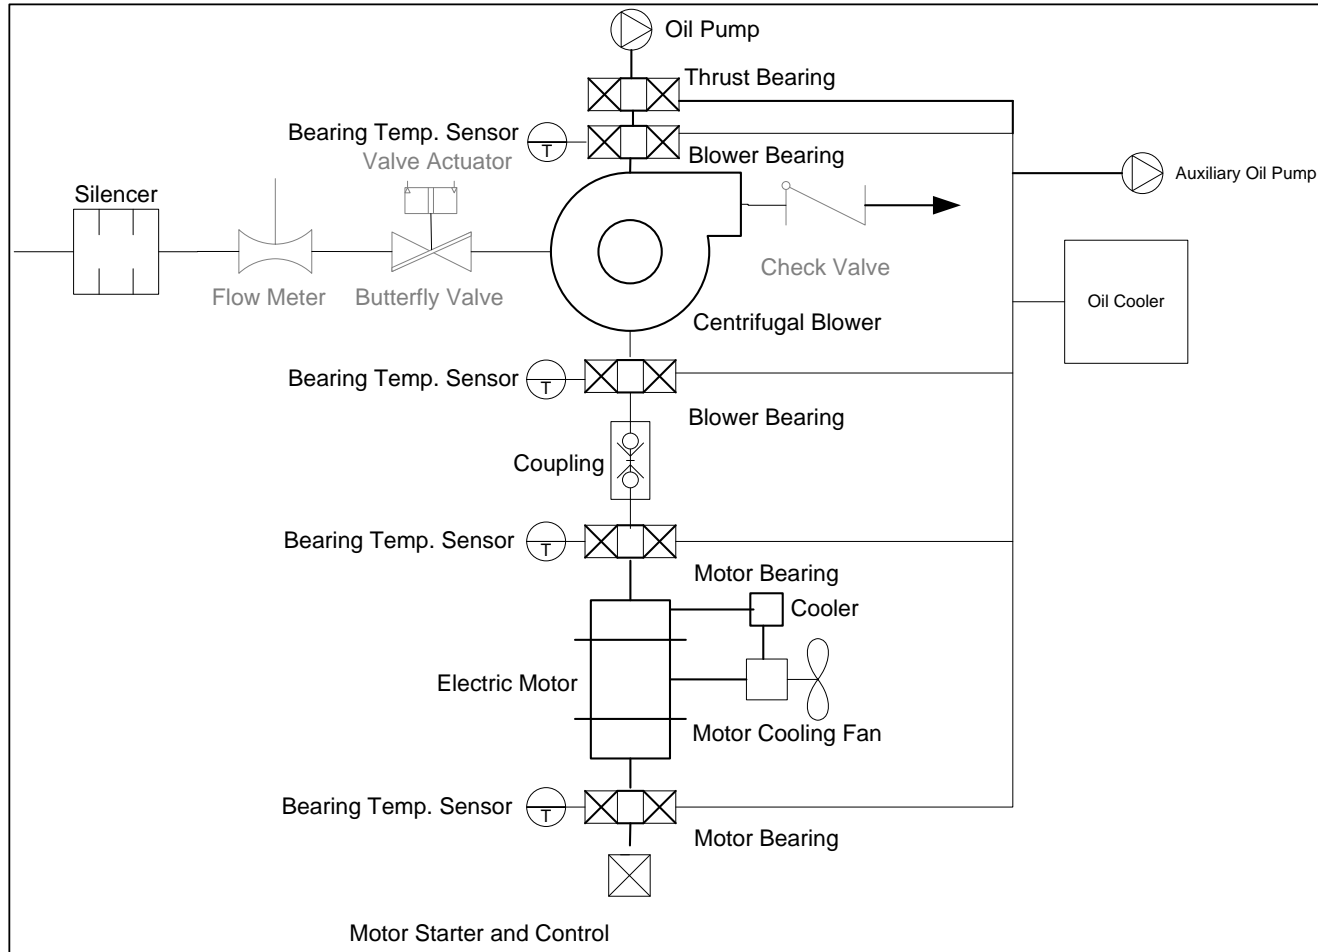 Oil Pump
Thrust Bearing
Bearing Temp. Sensor
T
Valve Actuator
Blower Bearing
Auxiliary Oil Pump
Silencer
Flow Meter
Butterfly Valve
Check Valve
Oil Cooler
Centrifugal Blower
Bearing Temp. Sensor
T
Blower Bearing
Coupling
Bearing Temp. Sensor
T
Motor Bearing
Cooler
Electric Motor
Motor Cooling Fan
Bearing Temp. Sensor
T
Motor Bearing
Motor Starter and Control